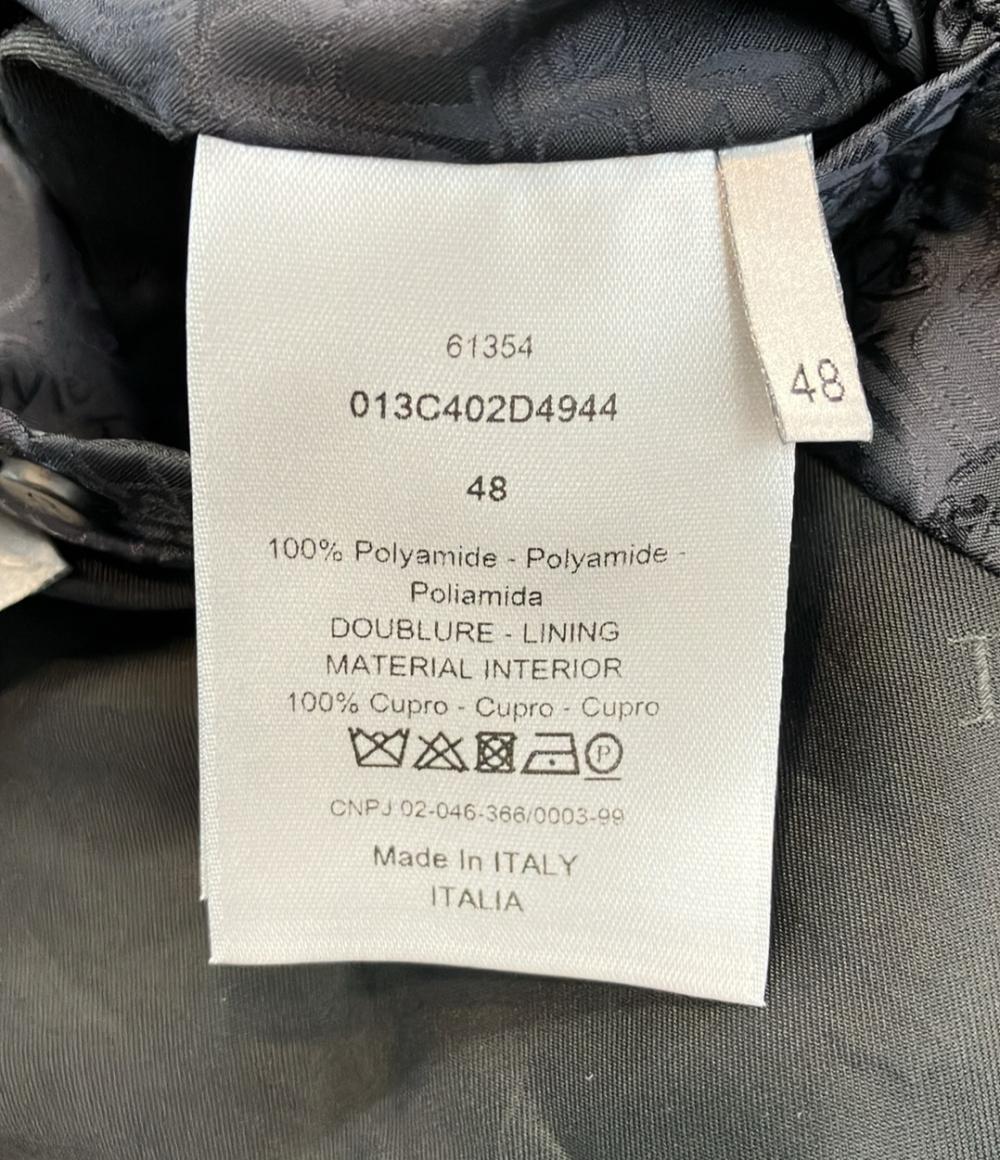 61354
013C402D4944
48
48
100% Polyamide - Polyamide -
Poliamida
DOUBLURE - LINING
MATERIAL INTERIOR
100% Cupro - Cupro - Cupro
P
CNPJ 02-046-366/0003-99
Made In ITALY
ITALIA